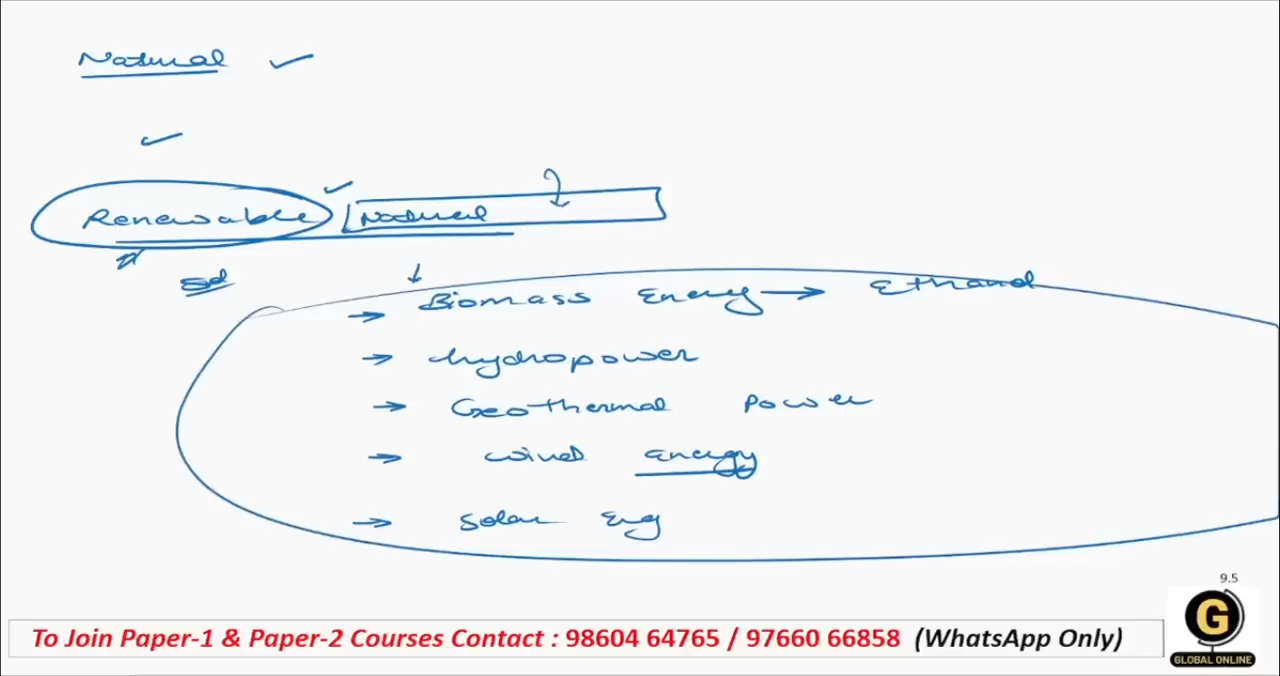 Natural
Renewable Natural
Biomass Energy → Ethanol
hydropower
Geothermal Power
wind energy
Solar Eng
9.5
To Join Paper-1 & Paper-2 Courses Contact : 98604 64765 / 97660 66858 (WhatsApp Only)
G
GLOBAL ONLINE